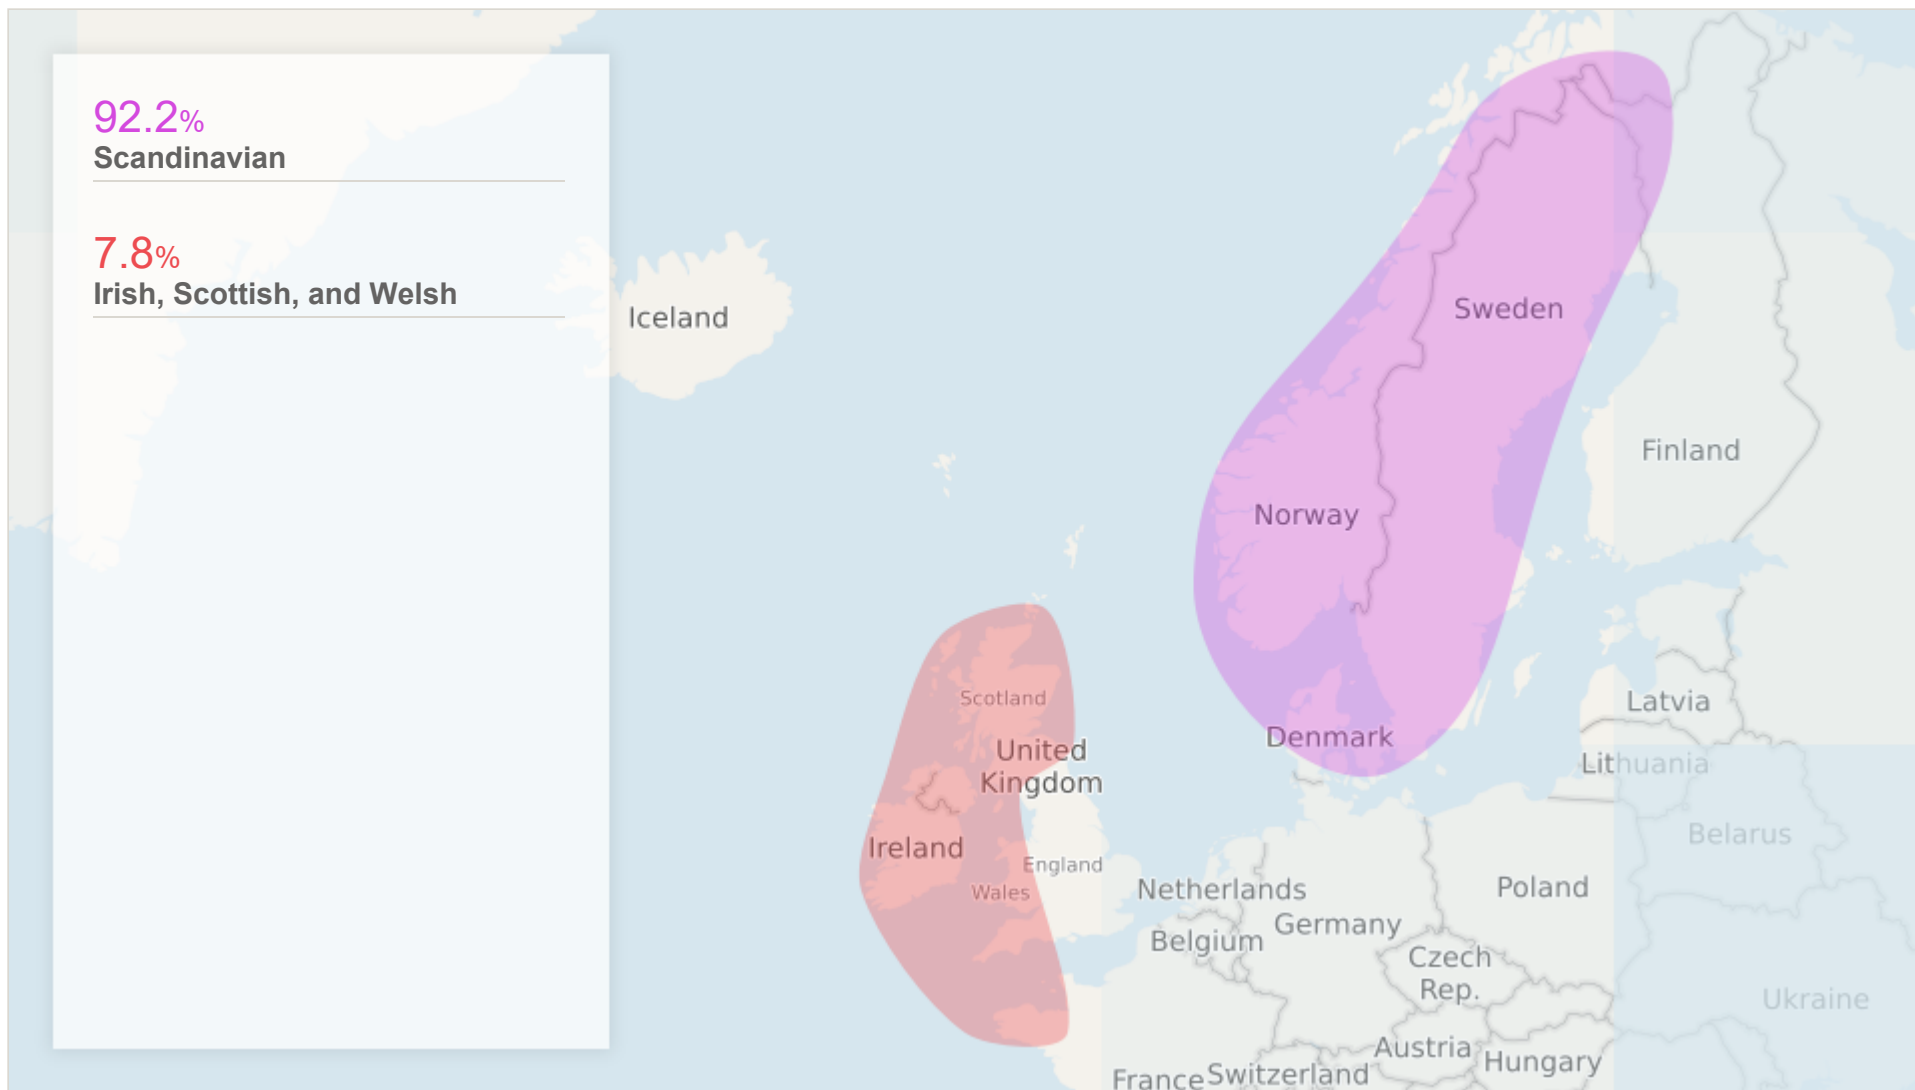 92.2%
Scandinavian
7.8%
Irish, Scottish, and Welsh
Iceland
Sweden
Finland
Norway
Scotland
Latvia
Denmark
United
Kingdom
Lithuania
Belarus
Ireland
England
Wales
Netherlands
Poland
Germany
Belgium
Czech
Rep.
Ukraine
Austria
Hungary
France
Switzerland